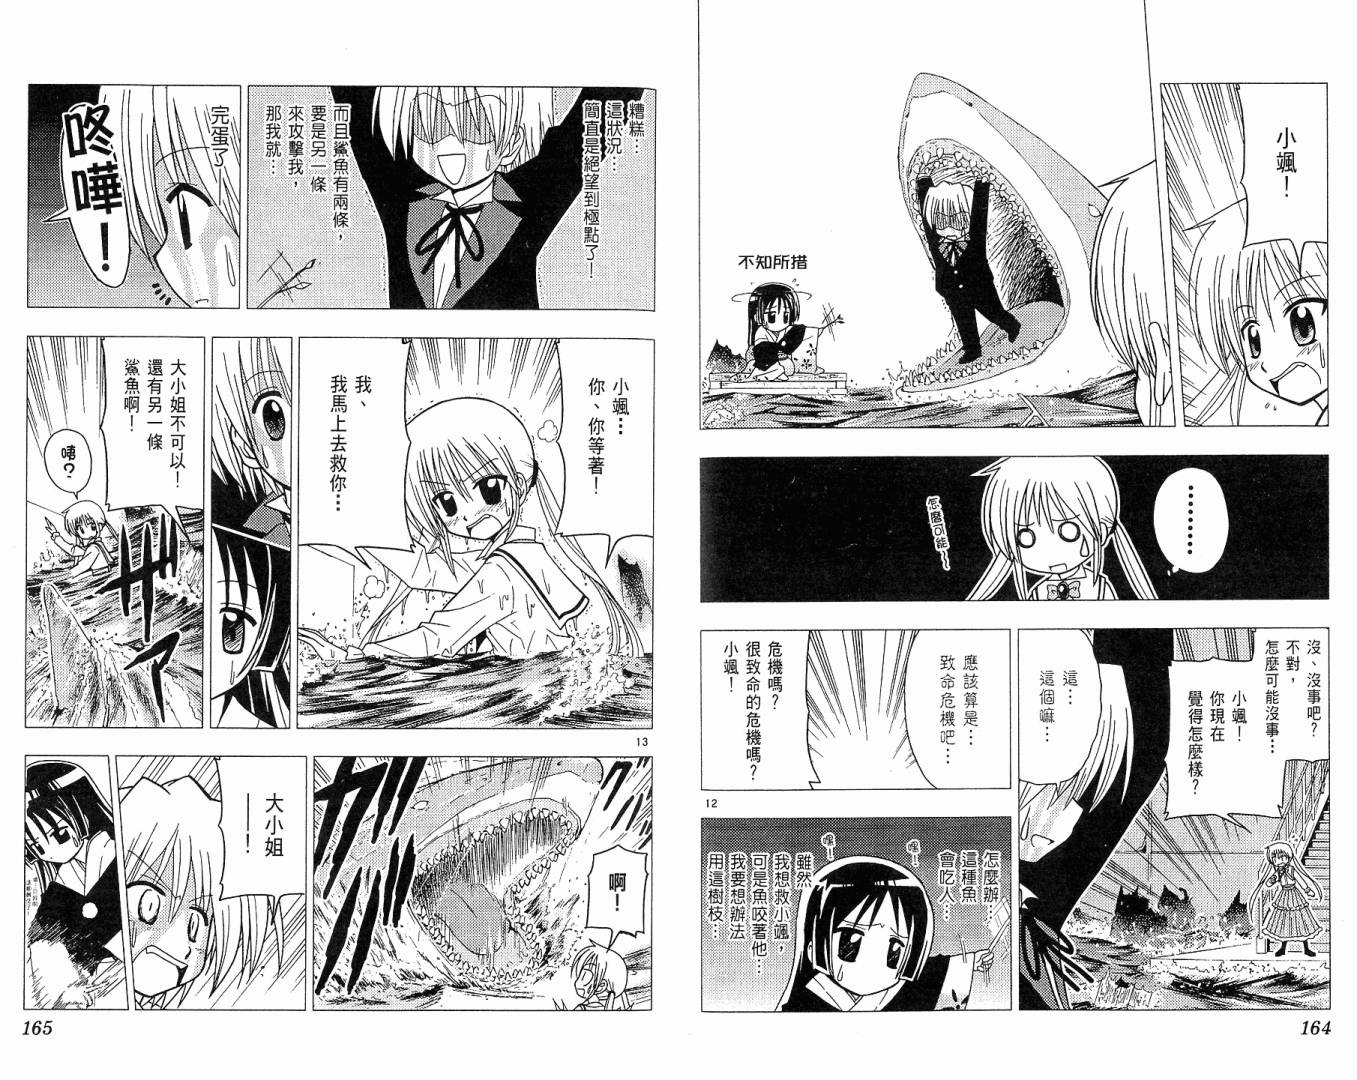 小颯！
不知所措
………
怎麼可能～
沒、沒事吧？
不對，
怎麼可能沒事…
小颯！
你現在
覺得怎麼樣？
這…
這個嘛…
應該算是…
致命危機吧…
危機嗎？
很致命的危機嗎？
小颯！
怎麼辦…
這種魚
會吃人…
嘿！
嘿！
雖然
我想救小颯，
可是魚咬著他…
我要想辦法
用這樹枝…
12
164
糟糕…
這狀況…
簡直是絕望到極點了！
而且鯊魚有兩條，
要是另一條
來攻擊我，
那我就…
完蛋了——
咚嘩！
小颯…
你、你等著！
我、
我馬上去救你…
大小姐不可以！
還有另一條
鯊魚啊！
咦？
13
啊！
大小姐
——
165